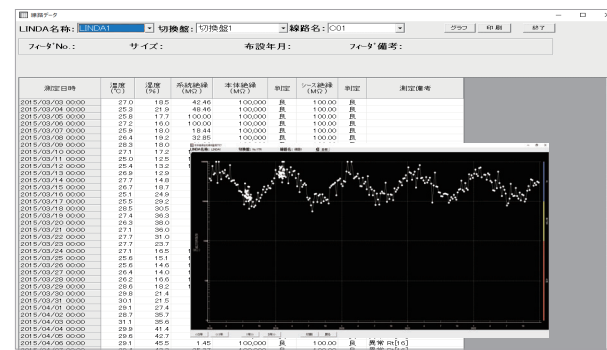 線路データ
LINDA名称: LINDA1 切換盤: 切換盤1 線路名: C01 グラフ 印刷 終了
フィーダNo.: サイズ: 布設年月: フィーダ備考:
測定日時 温度(℃) 湿度(%) 系統絶縁(MΩ) 本体絶縁(MΩ) 判定 シース絶縁(MΩ) 判定 測定備考
2015/03/03 00:00 27.0 18.5 42.46 100,000 良 100.00 良
2015/03/04 00:00 25.3 21.9 48.46 100,000 良 100.00 良
2015/03/05 00:00 25.8 17.7 100.00 100,000 良 100.00 良
2015/03/06 00:00 27.2 16.0 100.00 100,000 良 100.00 良
2015/03/07 00:00 25.9 18.0 18.44 100,000 良 100.00 良
2015/03/08 00:00 26.4 19.2 32.85 100,000 良 100.00 良
2015/03/09 00:00 28.3 18.0
2015/03/10 00:00 27.1 17.2
2015/03/11 00:00 25.0 12.5
2015/03/12 00:00 25.4 13.2
2015/03/13 00:00 26.9 12.9
2015/03/14 00:00 27.7 14.8
2015/03/15 00:00 26.7 18.7
2015/03/16 00:00 25.1 24.9
2015/03/17 00:00 25.5 29.2
2015/03/18 00:00 28.5 30.5
2015/03/19 00:00 27.4 36.3
2015/03/20 00:00 26.3 38.0
2015/03/21 00:00 27.1 36.0
2015/03/22 00:00 27.7 31.0
2015/03/23 00:00 27.7 23.7
2015/03/24 00:00 27.1 16.5
2015/03/25 00:00 25.6 15.1
2015/03/26 00:00 25.6 14.6
2015/03/27 00:00 26.4 14.0
2015/03/28 00:00 26.2 16.6
2015/03/29 00:00 28.6 18.2
2015/03/30 00:00 29.8 21.4
2015/03/31 00:00 30.1 21.5
2015/04/01 00:00 29.1 27.4
2015/04/02 00:00 28.7 35.7
2015/04/03 00:00 31.1 35.6
2015/04/04 00:00 29.9 41.4
2015/04/05 00:00 29.6 42.7
2015/04/06 00:00 29.1 45.5 1.45 100,000 良 100.00 良 異常 Rt[16]